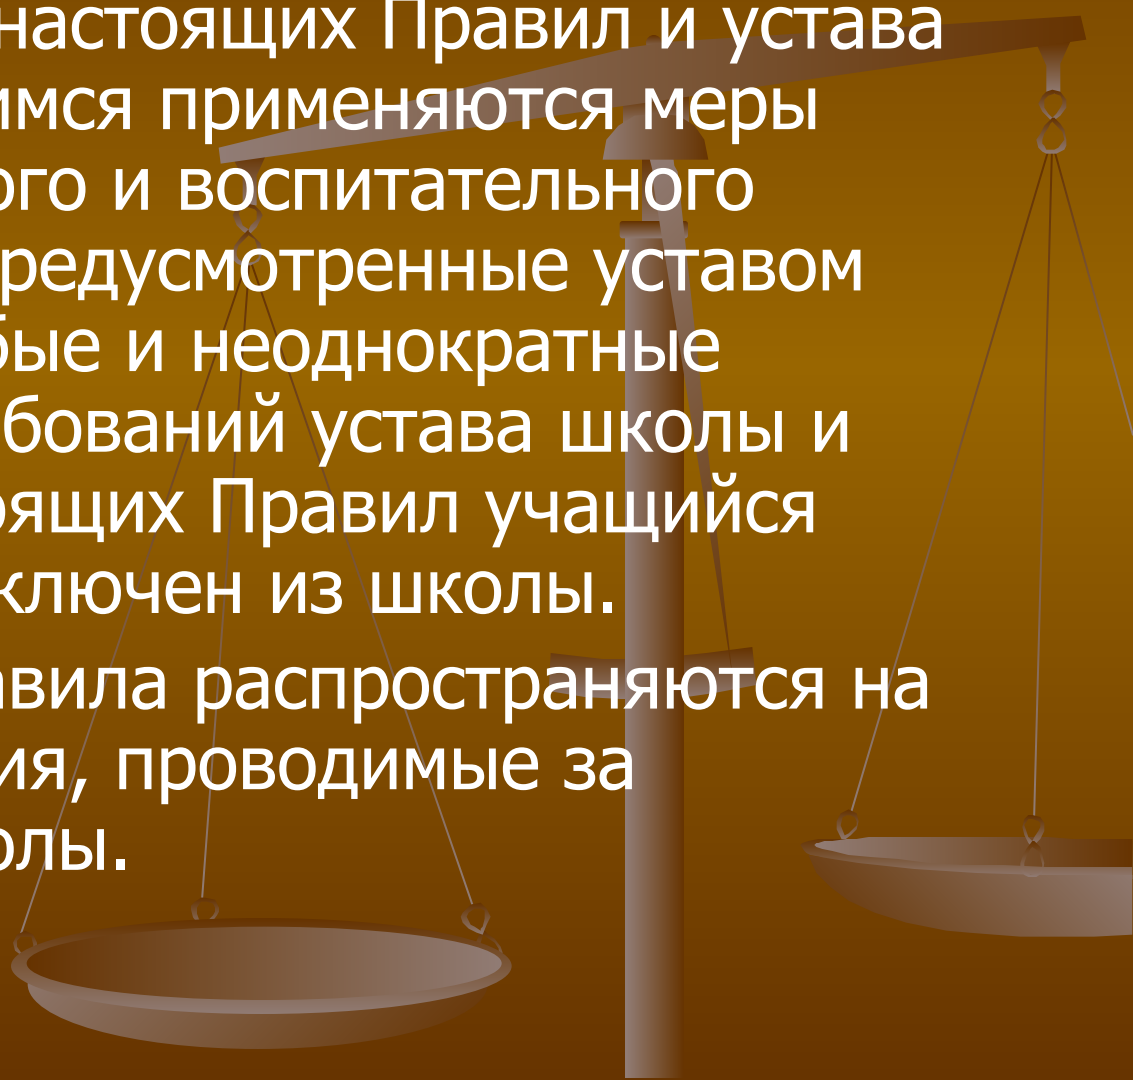 настоящих Правил и устава
имся применяются меры
ого и воспитательного
редусмотренные уставом
бые и неоднократные
бований устава школы и
оящих Правил учащийся
ключен из школы.
авила распространяются на
ия, проводимые за
олы.